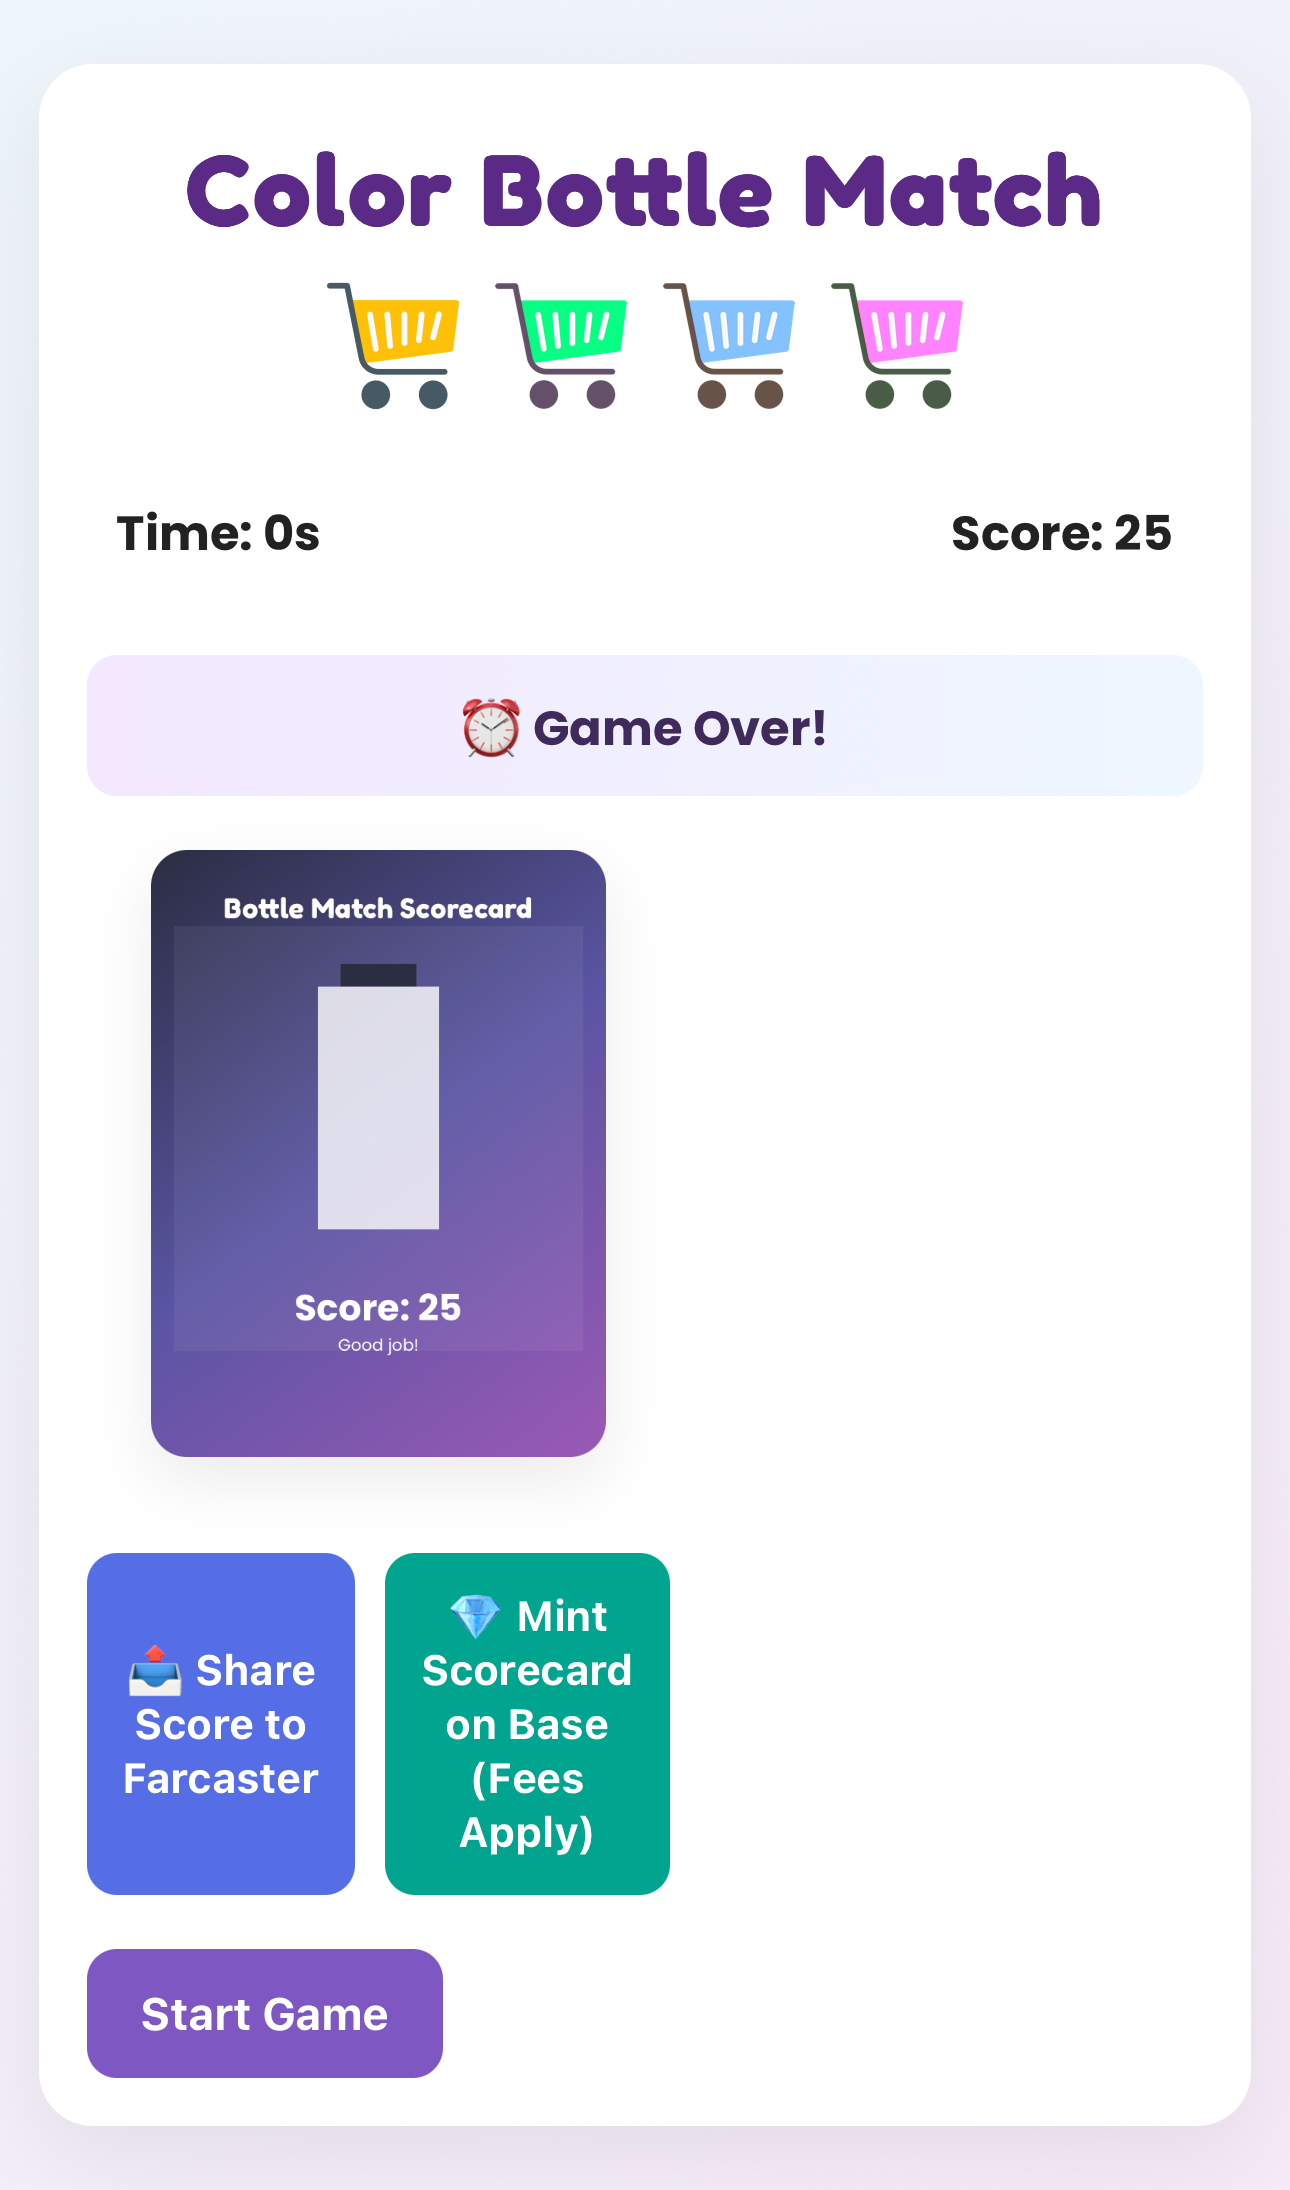 Color Bottle Match
Time: 0s
Score: 25
⏰ Game Over!
Bottle Match Scorecard
Score: 25
Good job!
📤 Share
Score to
Farcaster
💎 Mint
Scorecard
on Base
(Fees
Apply)
Start Game